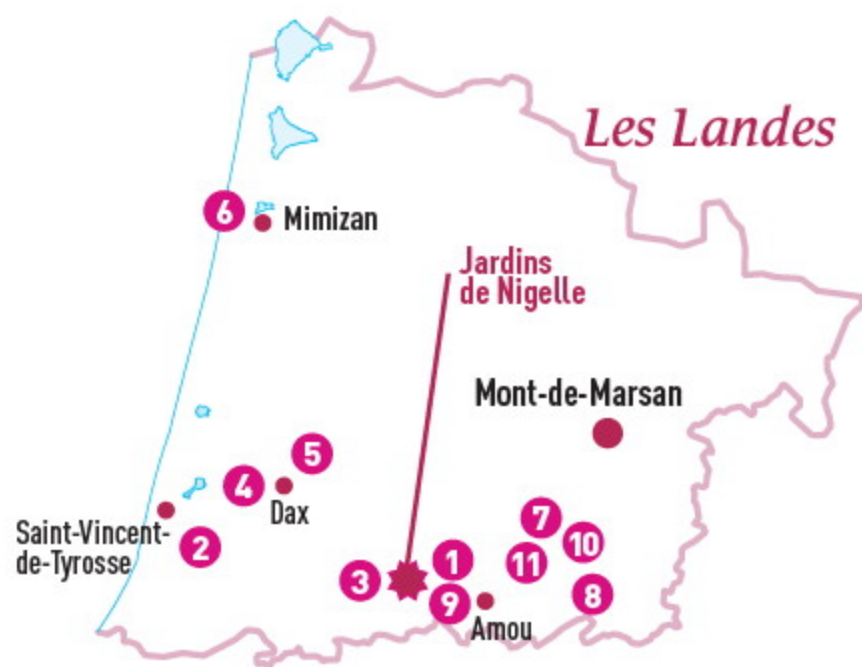 Les Landes
6
Mimizan
Jardins
de Nigelle
Mont-de-Marsan
5
4
Dax
Saint-Vincent-
de-Tyrosse
2
7
10
1
11
3
8
9
Amou